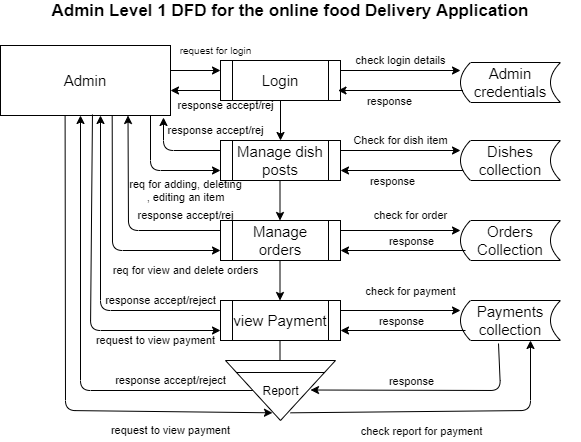 Admin Level 1 DFD for the online food Delivery Application
request for login
check login details
Admin
Login
Admin
credentials
response accept/rej
response
response accept/rej
Check for dish item
Manage dish
posts
Dishes
collection
response
req for adding, deleting
, editing an item
response accept/rej
check for order
Manage
orders
response
Orders
Collection
req for view and delete orders
check for payment
response accept/reject
view Payment
response
Payments
collection
request to view payment
response accept/reject
Report
response
request to view payment
check report for payment